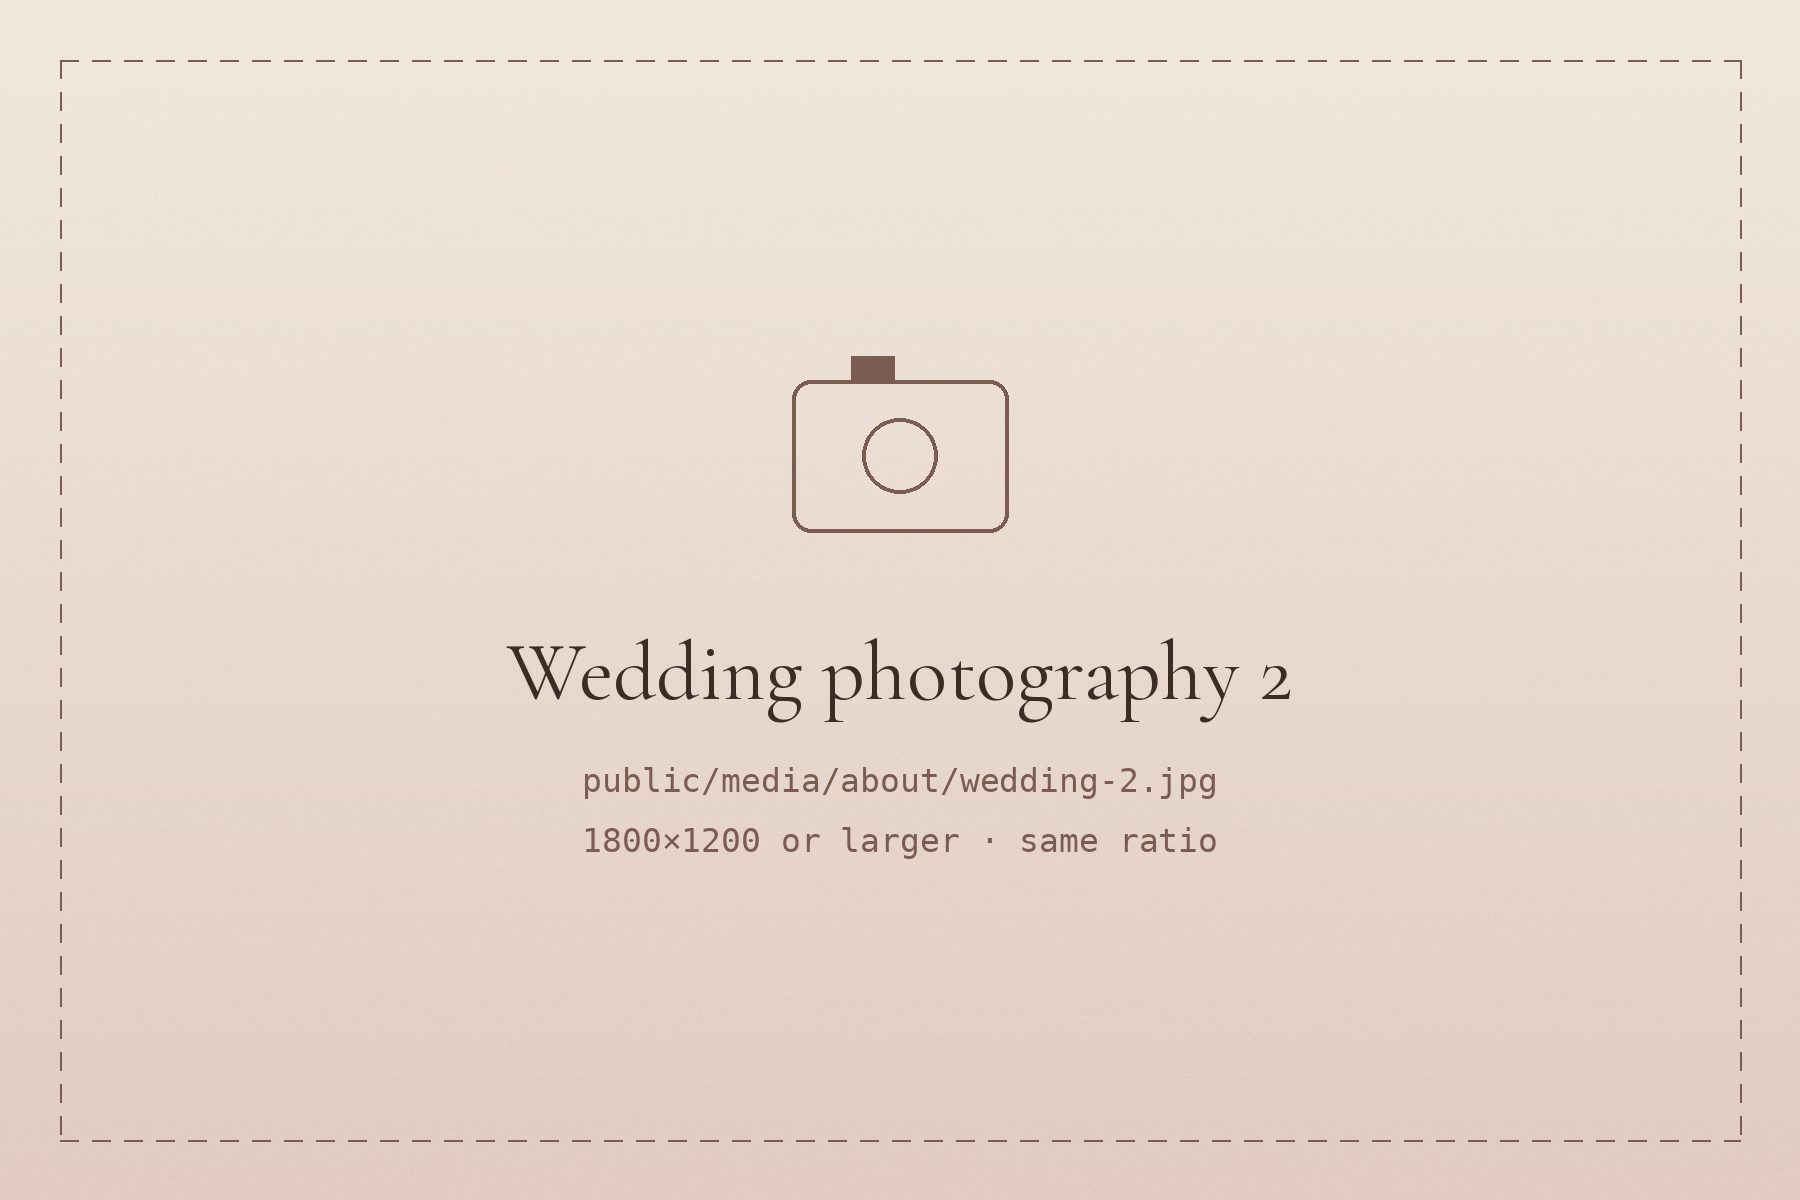 Wedding photography 2
public/media/about/wedding-2.jpg
1800×1200 or larger · same ratio